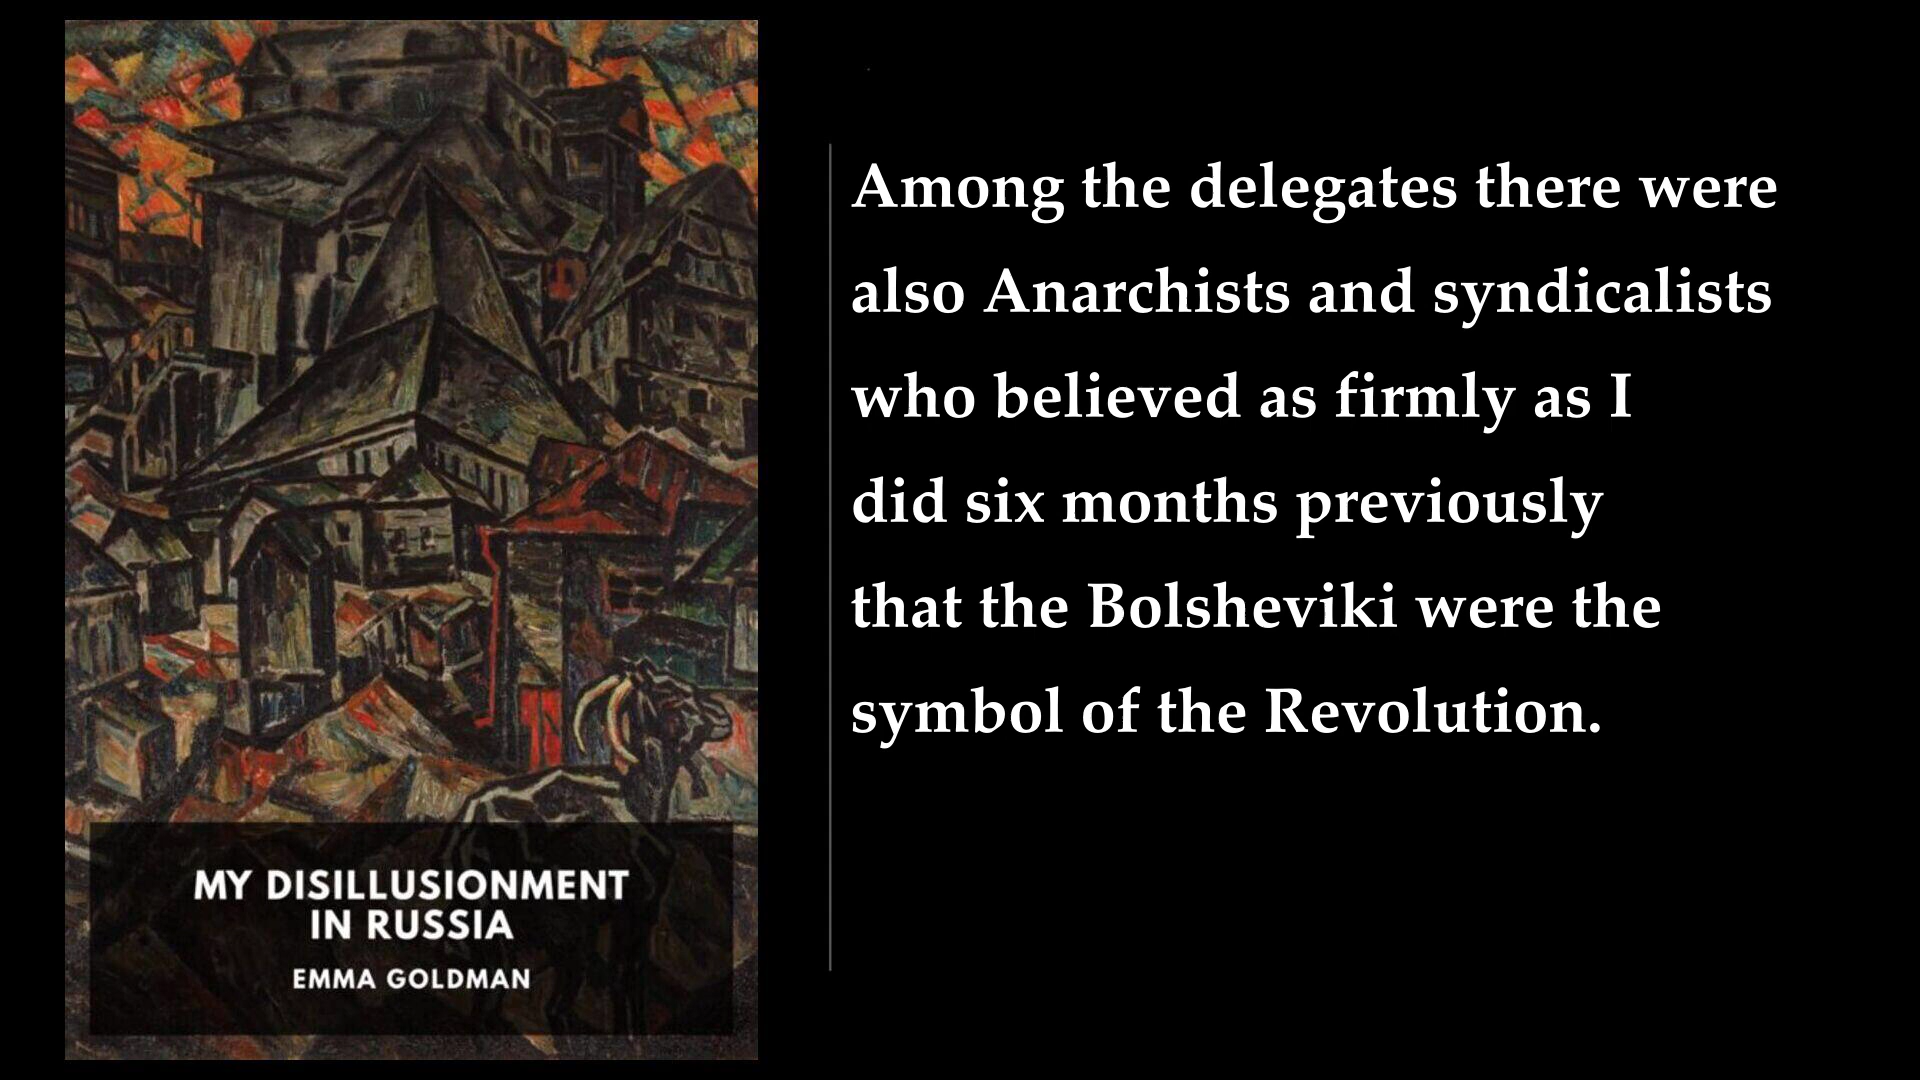 MY DISILLUSIONMENT
IN RUSSIA
EMMA GOLDMAN
Among the delegates there were
also Anarchists and syndicalists
who believed as firmly as I
did six months previously
that the Bolsheviki were the
symbol of the Revolution.